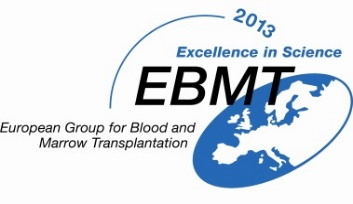 2013
Excellence in Science
EBMT
European Group for Blood and
Marrow Transplantation